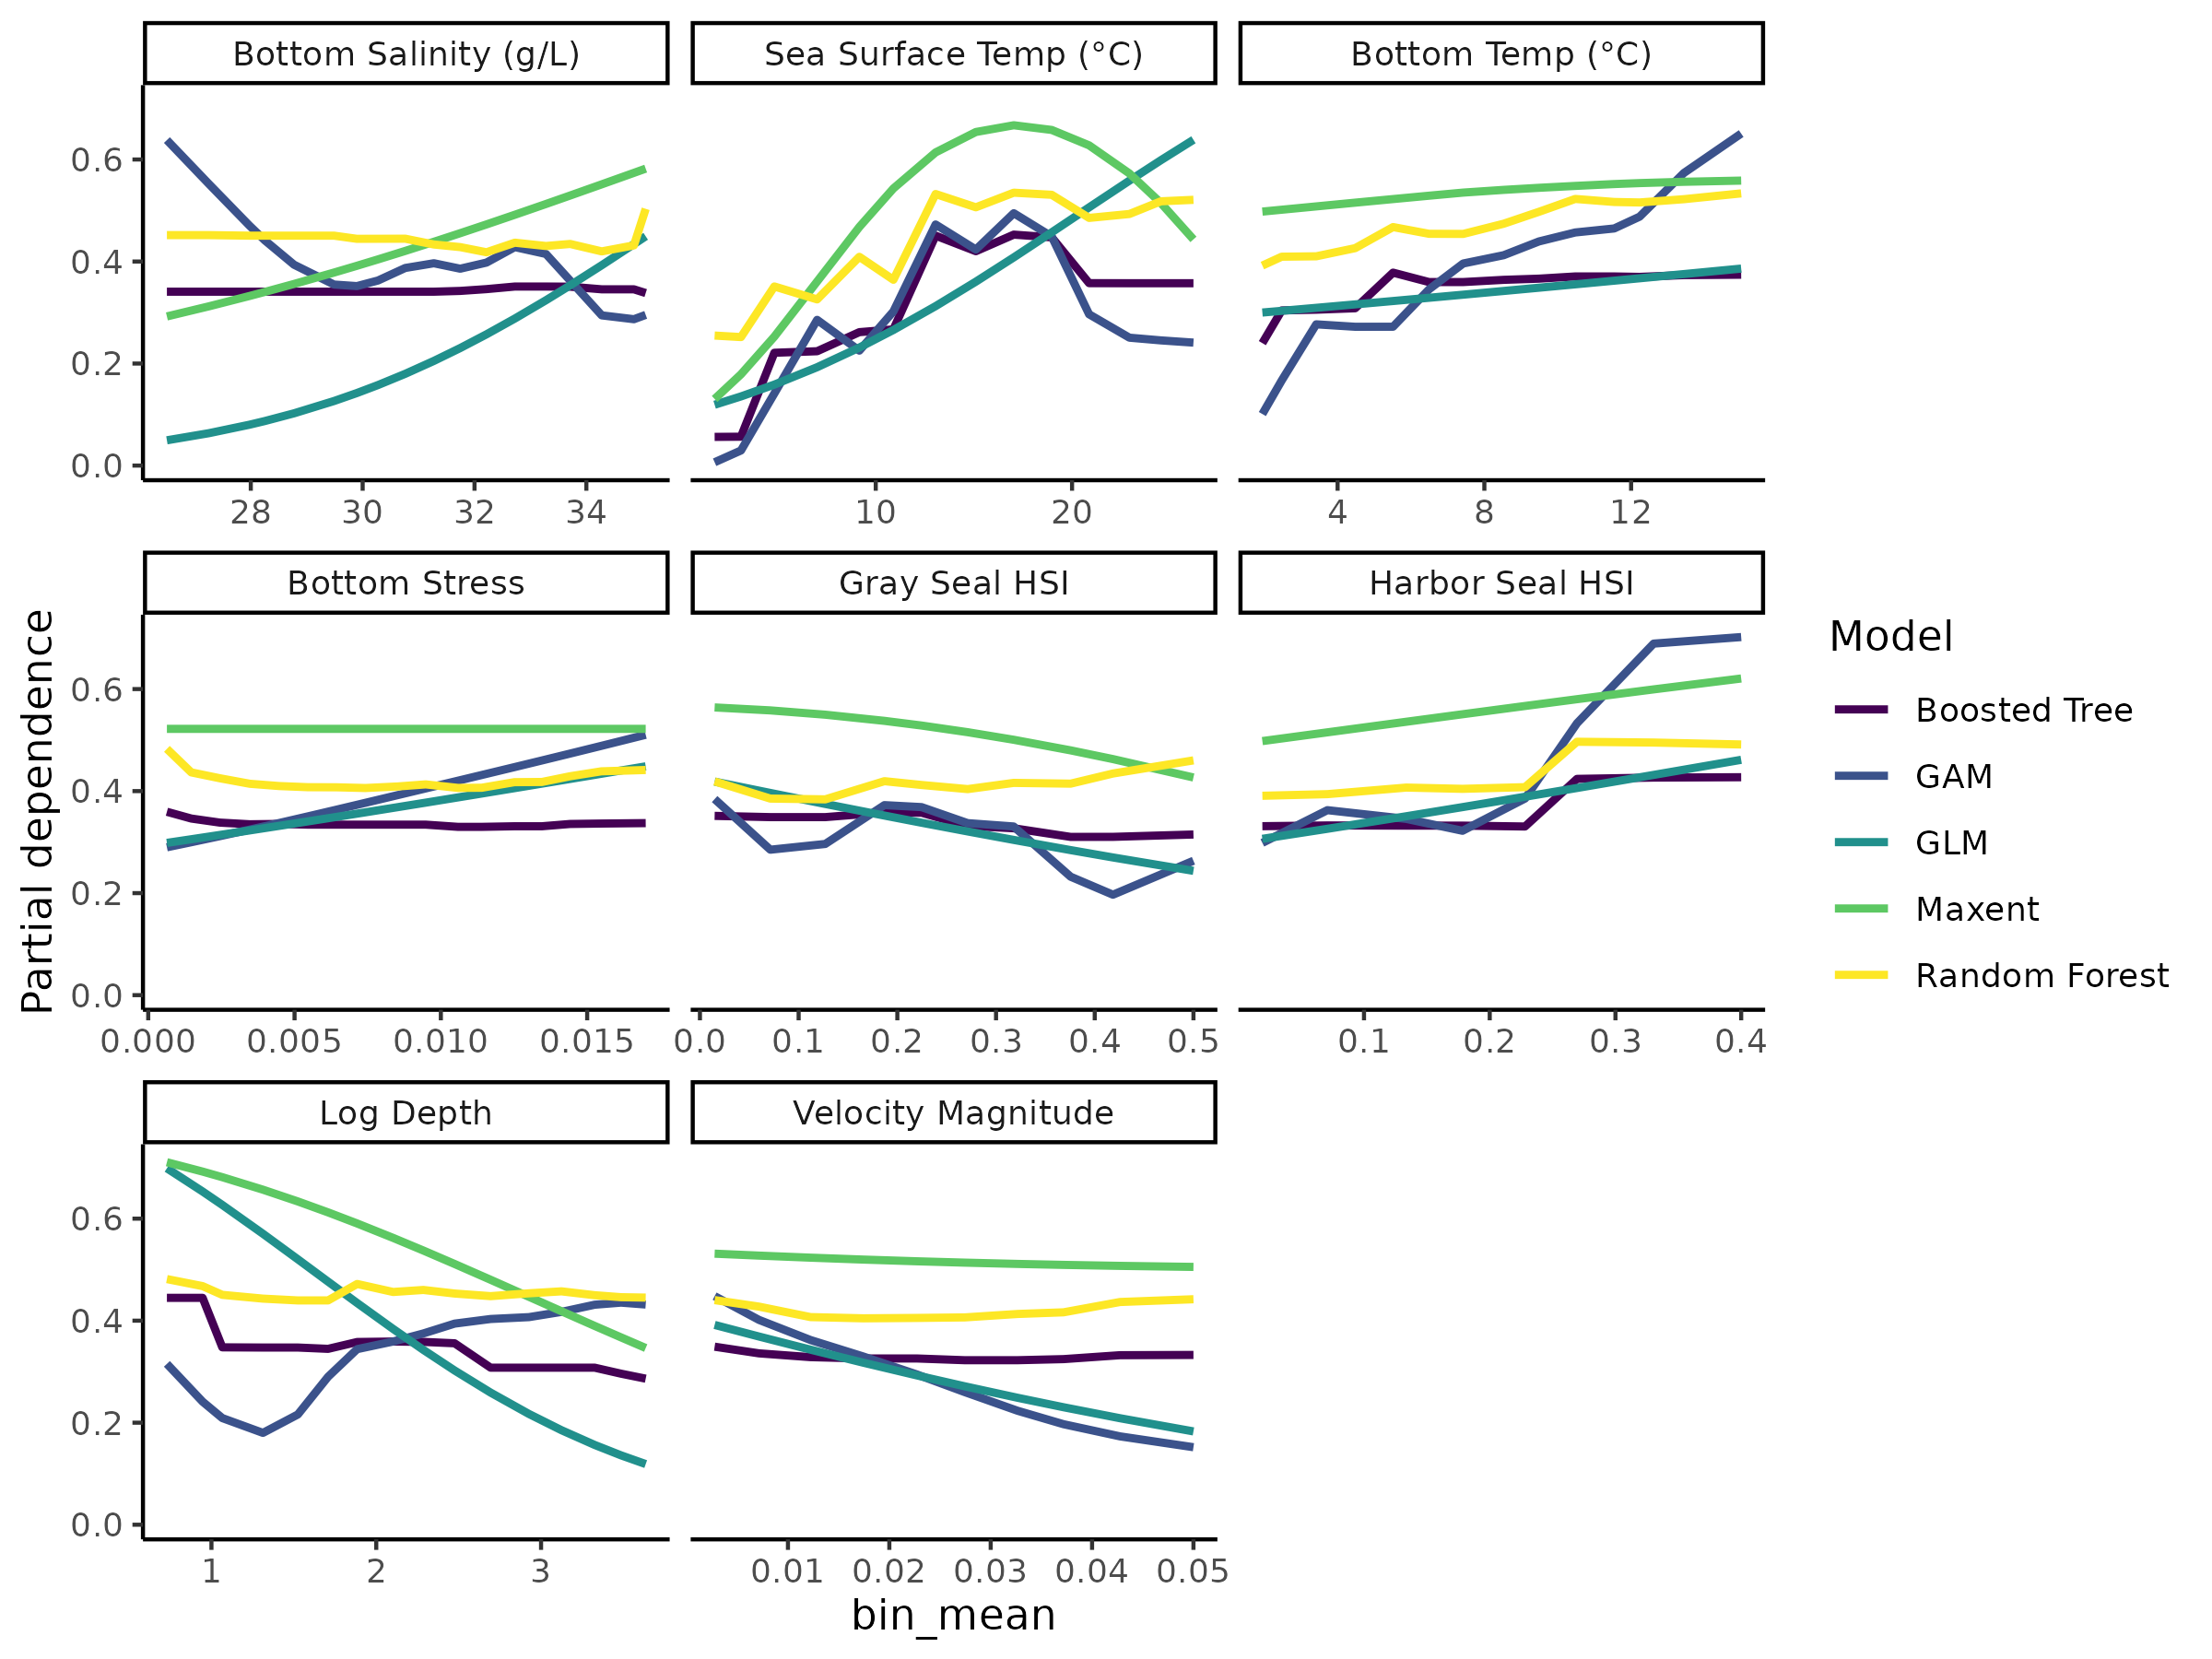 Bottom Salinity (g/L)
Sea Surface Temp (°C)
Bottom Temp (°C)
0.6
0.4
0.2
0.0
28 30 32 34
10 20
4 8 12
Bottom Stress
Gray Seal HSI
Harbor Seal HSI
0.6
0.4
0.2
0.0
0.000 0.005 0.010 0.015
0.0 0.1 0.2 0.3 0.4 0.5
0.1 0.2 0.3 0.4
Log Depth
Velocity Magnitude
0.6
0.4
0.2
0.0
1 2 3
0.01 0.02 0.03 0.04 0.05
Partial dependence
bin_mean
Model
Boosted Tree
GAM
GLM
Maxent
Random Forest